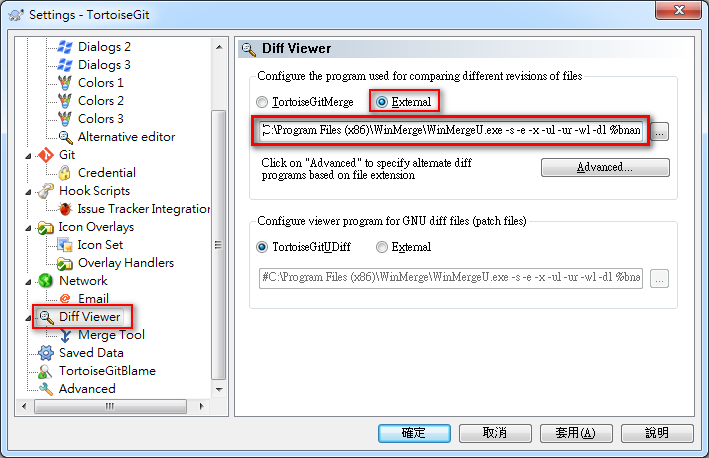 Settings - TortoiseGit
Dialogs 2
Dialogs 3
Colors 1
Colors 2
Colors 3
Alternative editor
Git
Credential
Hook Scripts
Issue Tracker Integration
Icon Overlays
Icon Set
Overlay Handlers
Network
Email
Diff Viewer
Merge Tool
Saved Data
TortoiseGitBlame
Advanced
Diff Viewer
Configure the program used for comparing different revisions of files
TortoiseGitMerge External
C:\Program Files (x86)\WinMerge\WinMergeU.exe -s -e -x -ul -ur -wl -dl %bnan ...
Click on "Advanced" to specify alternate diff
programs based on file extension
Advanced...
Configure viewer program for GNU diff files (patch files)
TortoiseGitUDiff External
#C:\Program Files (x86)\WinMerge\WinMergeU.exe -s -e -x -ul -ur -wl -dl %bna ...
確定 取消 套用(A) 說明